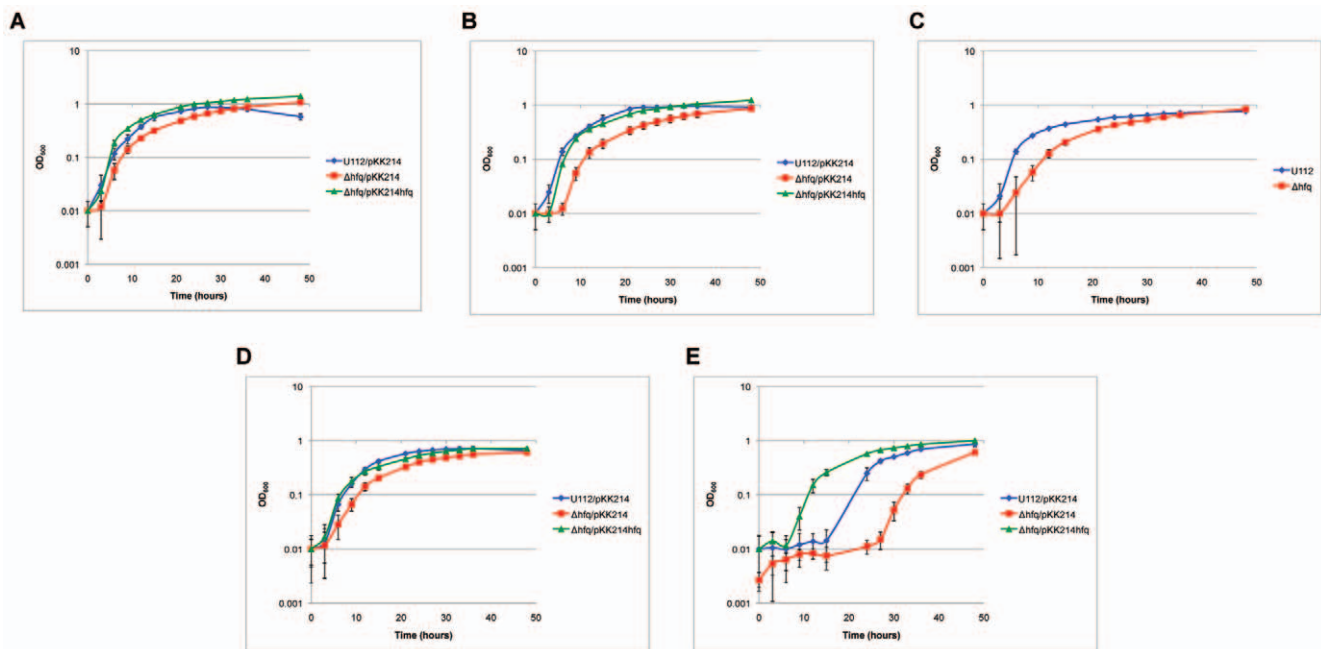 A
10
1
0.1
0.01
0.001
OD600
0 10 20 30 40 50
Time (hours)
U112/pKK214
Δhfq/pKK214
Δhfq/pKK214hfq
B
10
1
0.1
0.01
0.001
OD600
0 10 20 30 40 50
Time (hours)
U112/pKK214
Δhfq/pKK214
Δhfq/pKK214hfq
C
10
1
0.1
0.01
0.001
OD600
0 10 20 30 40 50
Time (hours)
U112
Δhfq
D
10
1
0.1
0.01
0.001
OD600
0 10 20 30 40 50
Time (hours)
U112/pKK214
Δhfq/pKK214
Δhfq/pKK214hfq
E
10
1
0.1
0.01
0.001
OD600
0 10 20 30 40 50
Time (hours)
U112/pKK214
Δhfq/pKK214
Δhfq/pKK214hfq